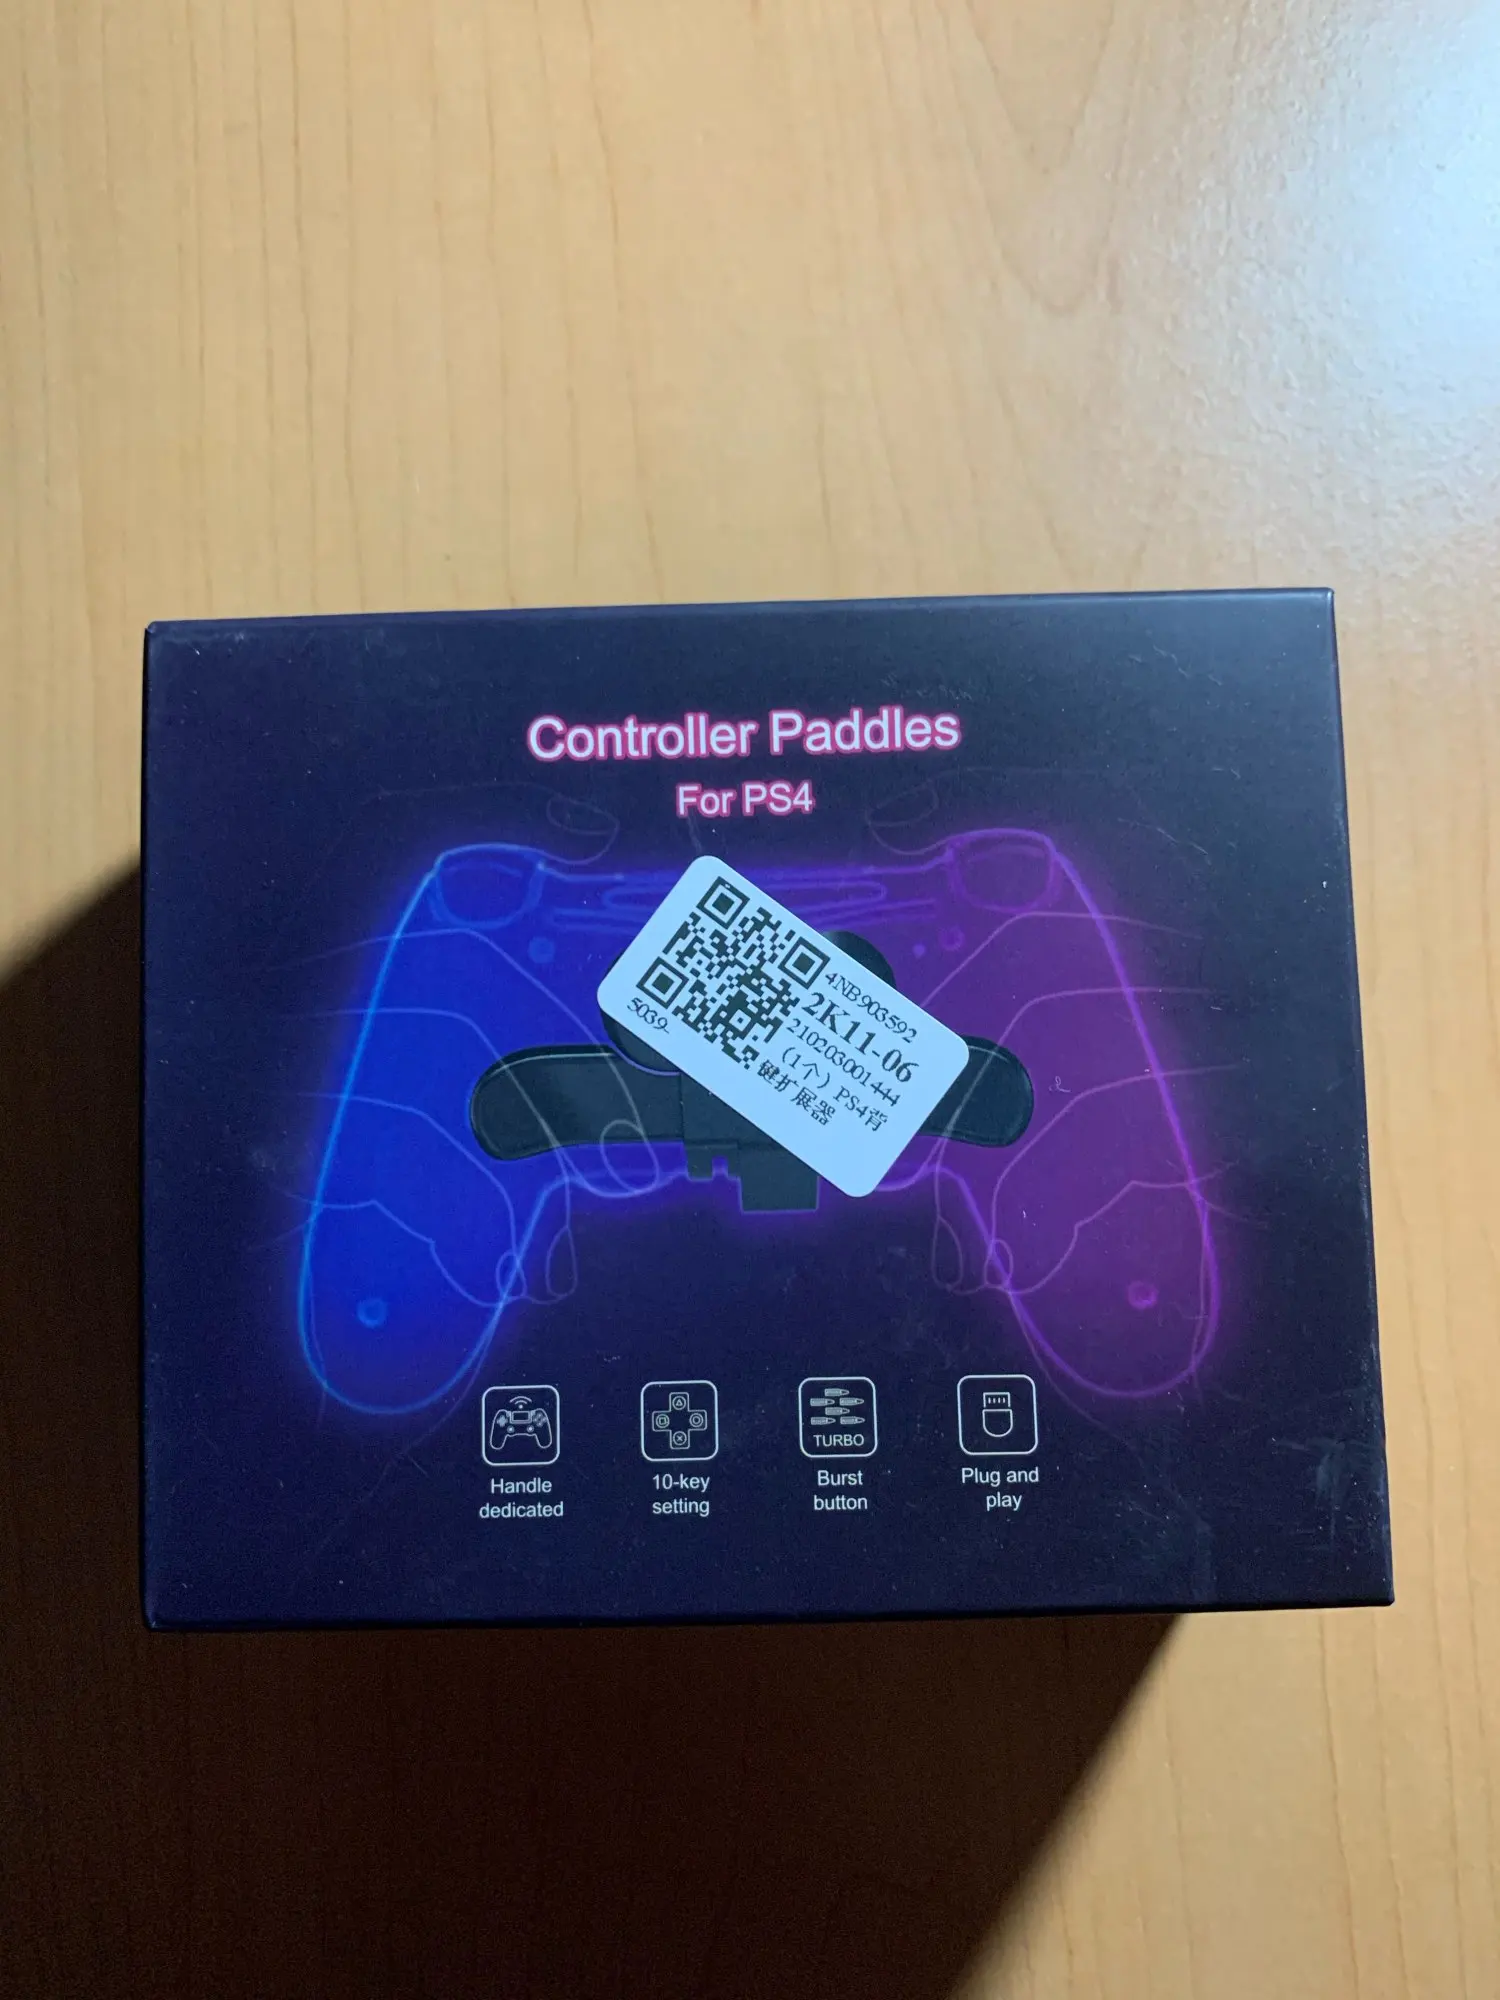 Controller Paddles
For PS4
4NB903592
2K11-06
210203001444
(1个) PS4背
键扩展器
5039-
TURBO
Handle
dedicated
10-key
setting
Burst
button
Plug and
play